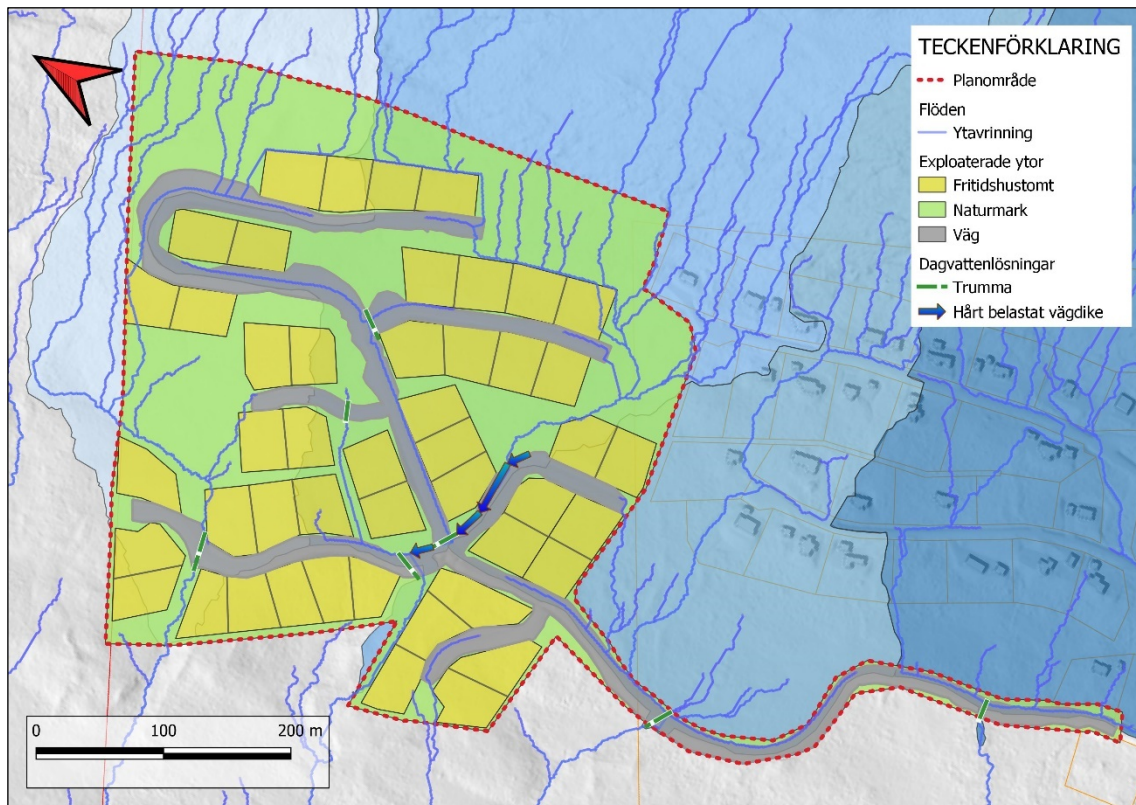 TECKENFÖRKLARING
Planområde
Flöden
Ytavrinning
Exploaterade ytor
Fritidshustomt
Naturmark
Väg
Dagvattenlösningar
Trumma
Hårt belastat vägdike
0 100 200 m